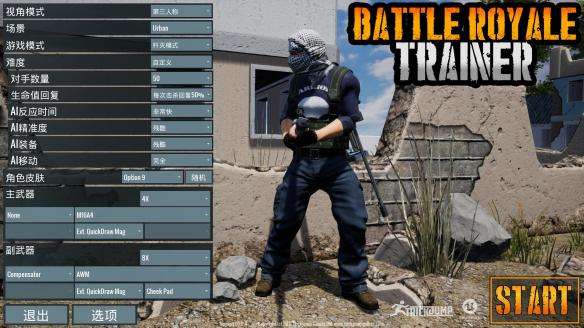 BATTLE ROYALE
TRAINER
视角模式 第三人称
场景 Urban
游戏模式 歼灭模式
难度 自定义
对手数量 50
生命值回复 每次击杀回复50%
AI反应时间 非常快
AI精准度 残酷
AI装备 残酷
AI移动 完全
角色皮肤 Option 9 随机
主武器 4X
None M16A4
Ext. QuickDraw Mag
副武器 8X
Compensator AWM
Ext. QuickDraw Mag Cheek Pad
退出 选项
START